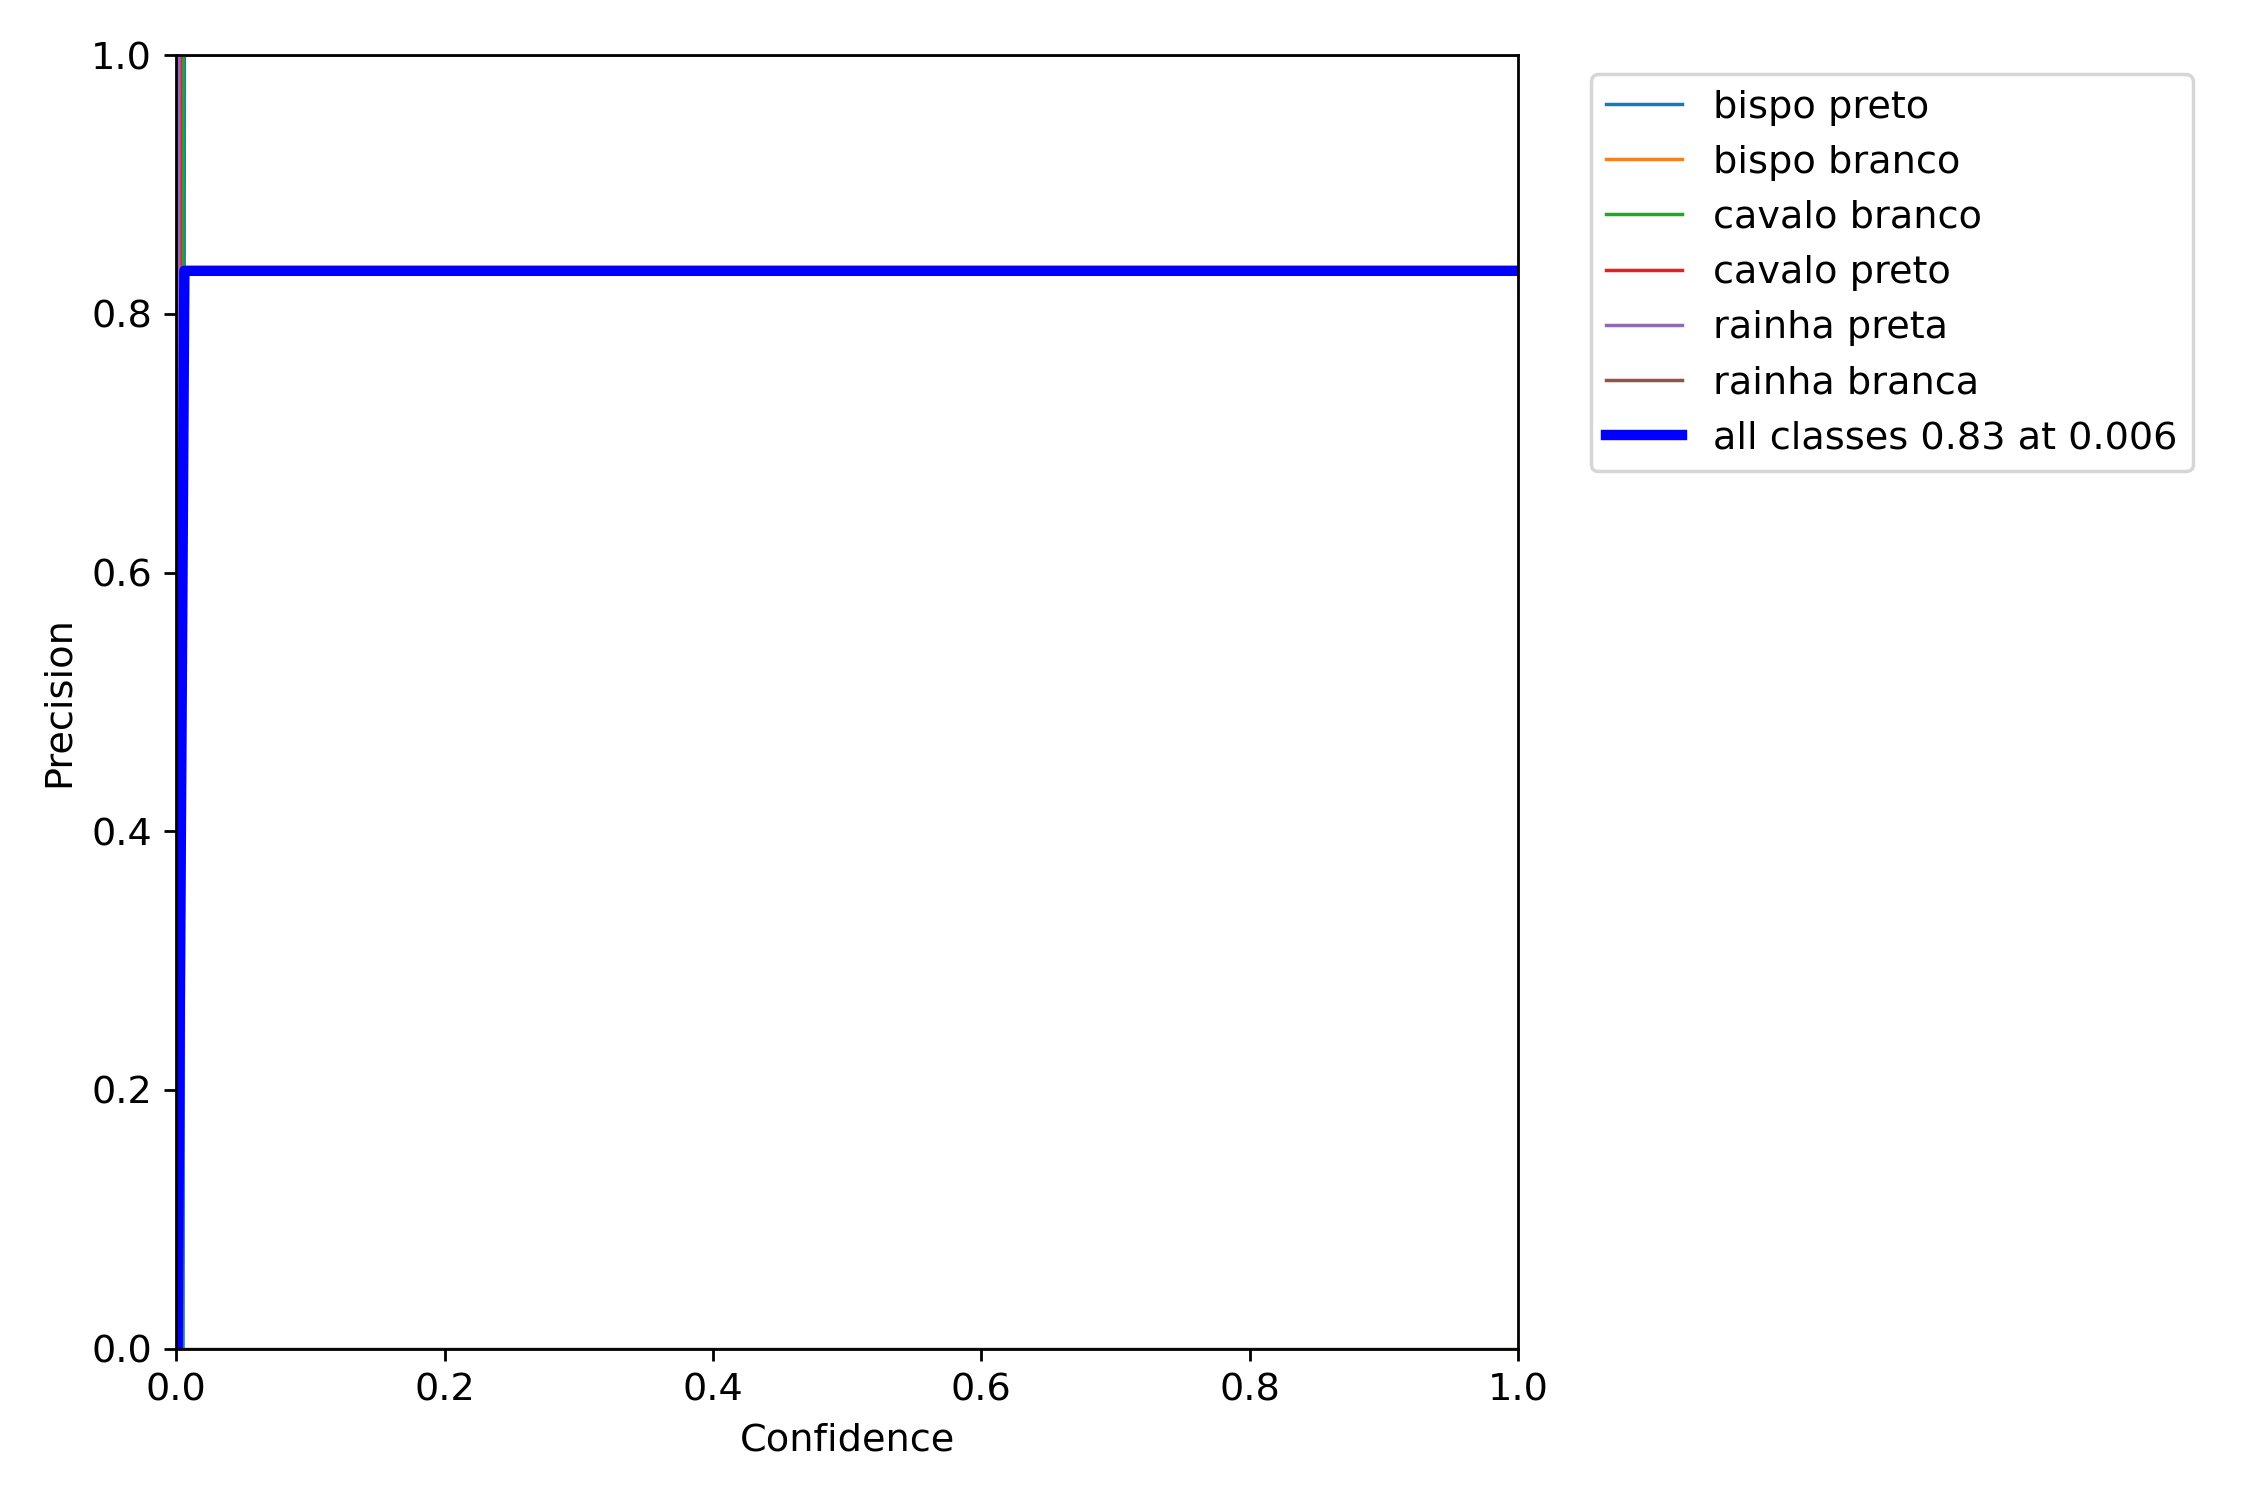 1.0
0.8
0.6
0.4
0.2
0.0
Precision
0.0 0.2 0.4 0.6 0.8 1.0
Confidence
bispo preto
bispo branco
cavalo branco
cavalo preto
rainha preta
rainha branca
all classes 0.83 at 0.006